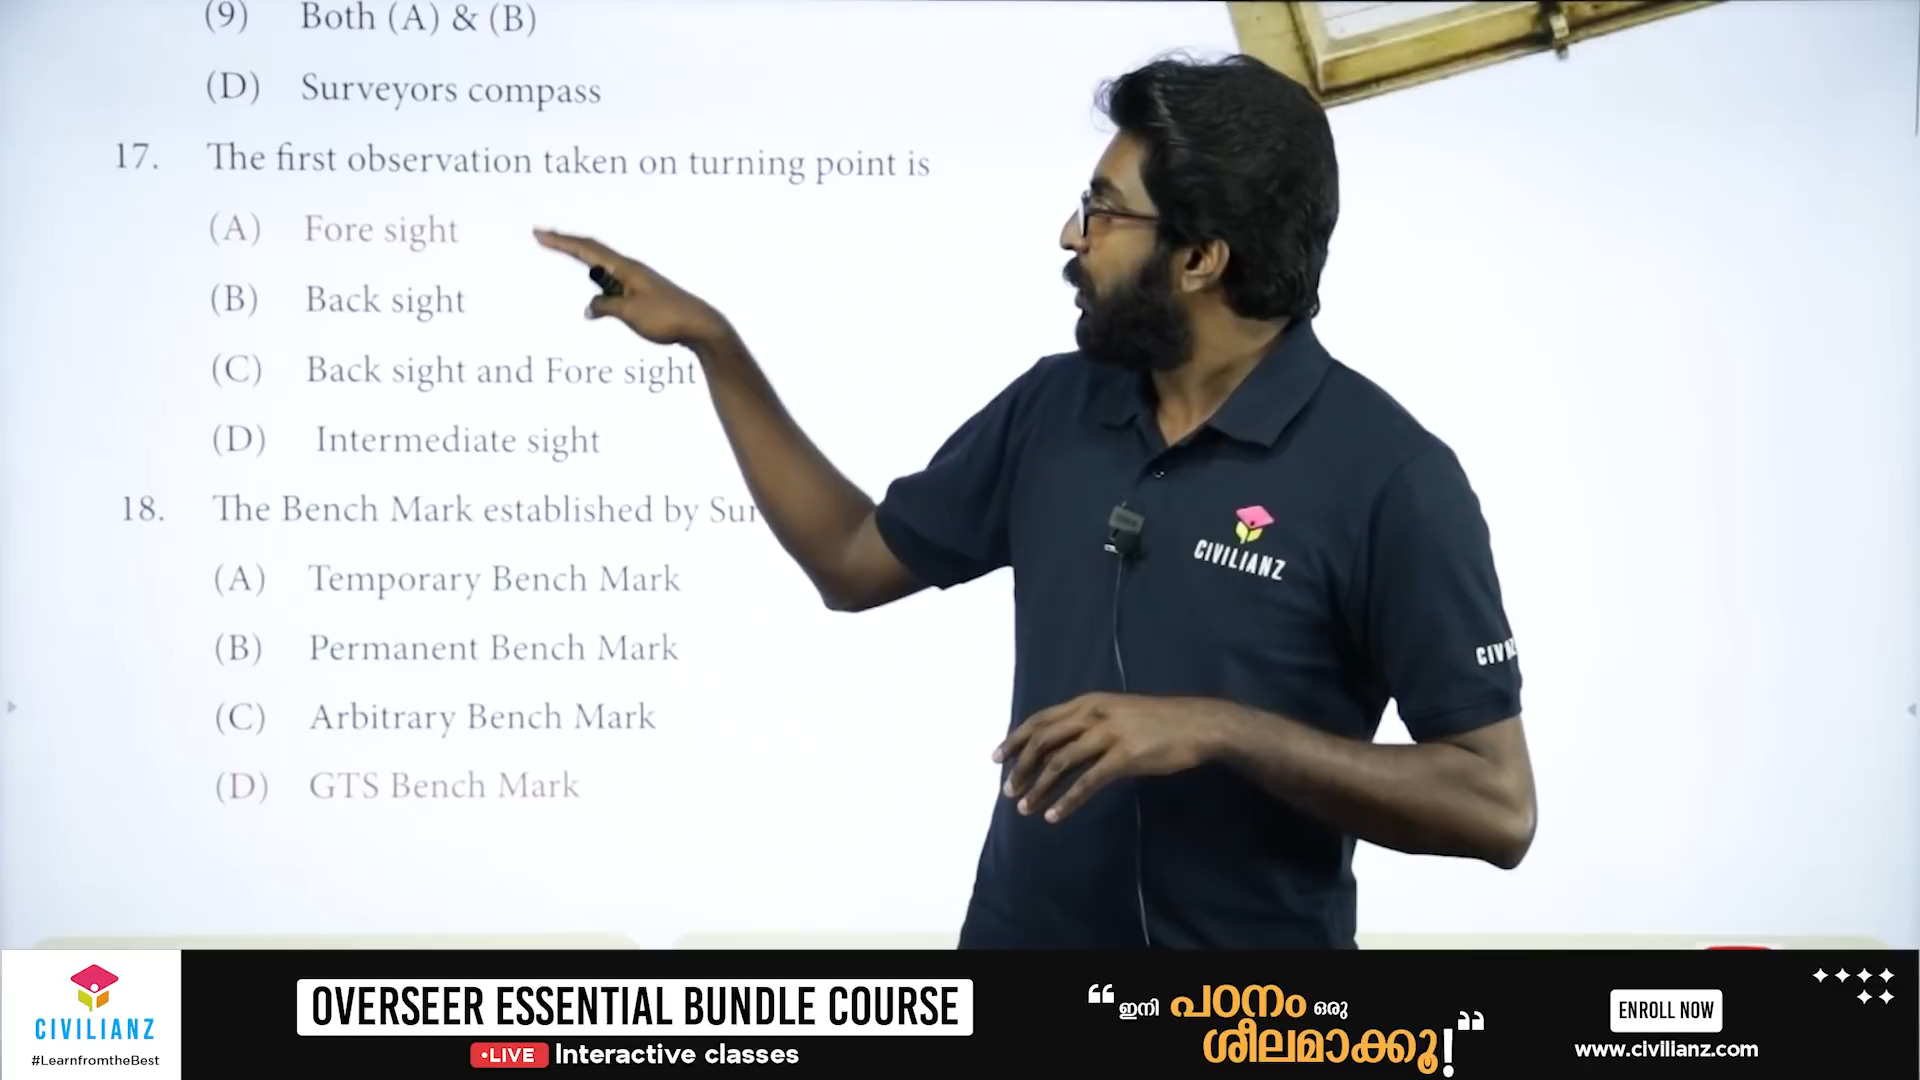 (9) Both (A) & (B)
(D) Surveyors compass
17. The first observation taken on turning point is
(A) Fore sight
(B) Back sight
(C) Back sight and Fore sight
(D) Intermediate sight
18. The Bench Mark established by Sur
(A) Temporary Bench Mark
(B) Permanent Bench Mark
(C) Arbitrary Bench Mark
(D) GTS Bench Mark
CIVILIANZ
CIVILIANZ
#LearnfromtheBest
OVERSEER ESSENTIAL BUNDLE COURSE
•LIVE Interactive classes
“ഇനി പഠനം ഒരു
ശീലമാക്കൂ!”
ENROLL NOW
www.civilianz.com